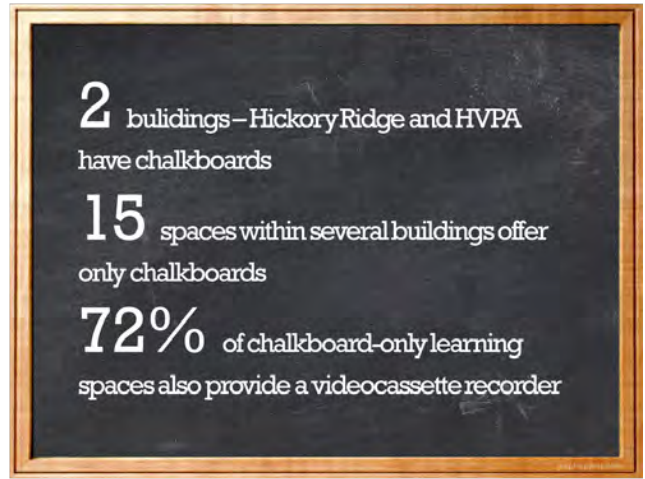 2 bulidings – Hickory Ridge and HVPA
have chalkboards
15 spaces within several buildings offer
only chalkboards
72% of chalkboard-only learning
spaces also provide a videocassette recorder